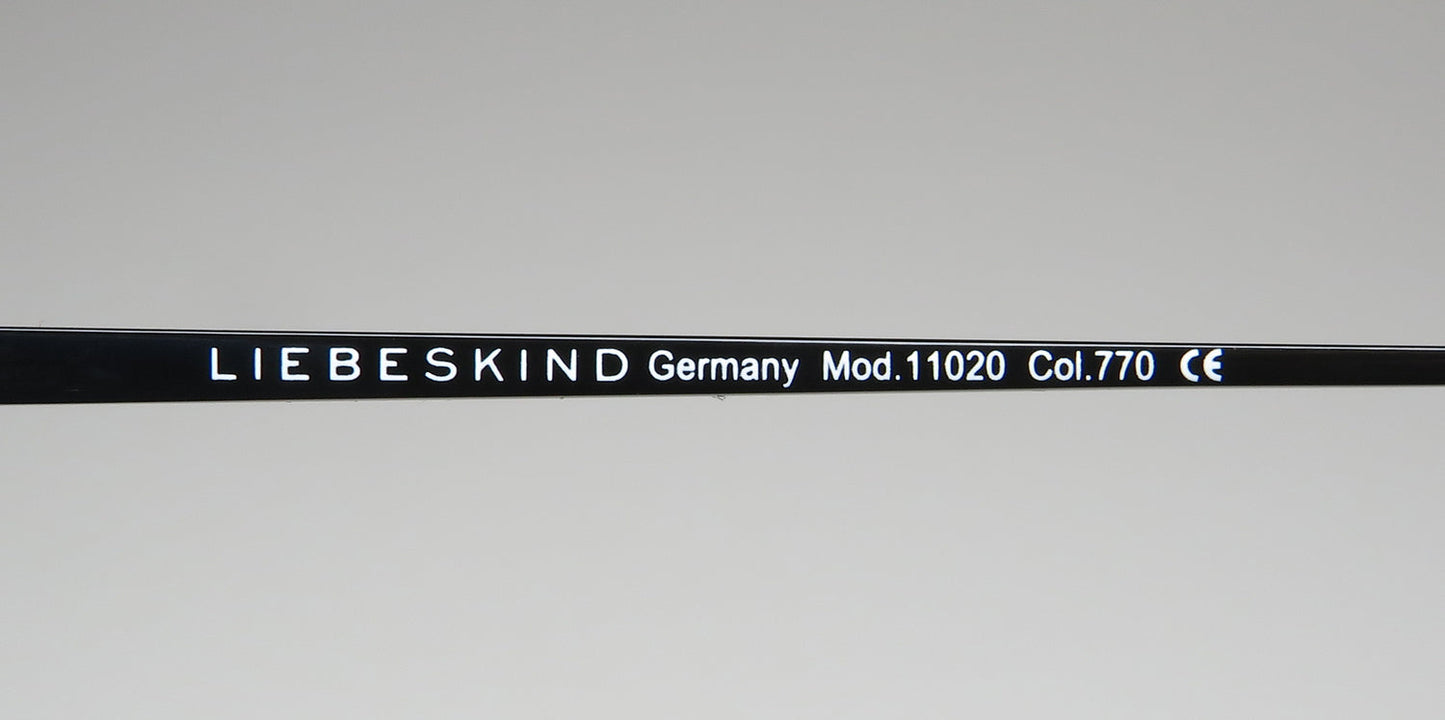 LIEBESKIND Germany Mod.11020 Col.770 CE